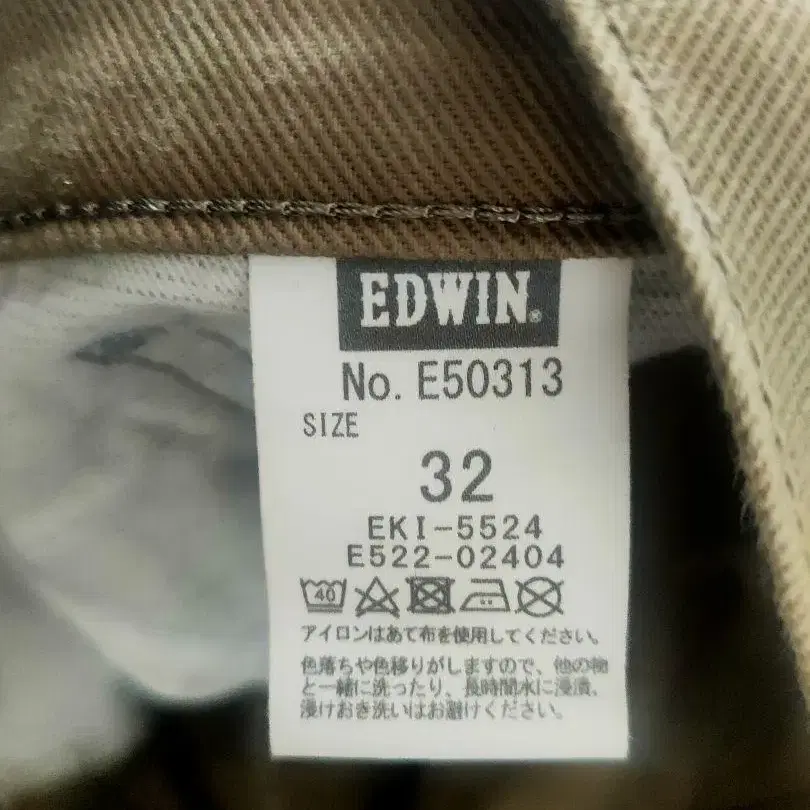 EDWIN®
No. E50313
SIZE
32
EKI-5524
E522-02404
40
アイロンはあて布を使用してください。
色落ちや色移りがしますので、他の物
と一緒に洗ったり、長時間水に浸漬、
浸けおき洗いはお避けください。